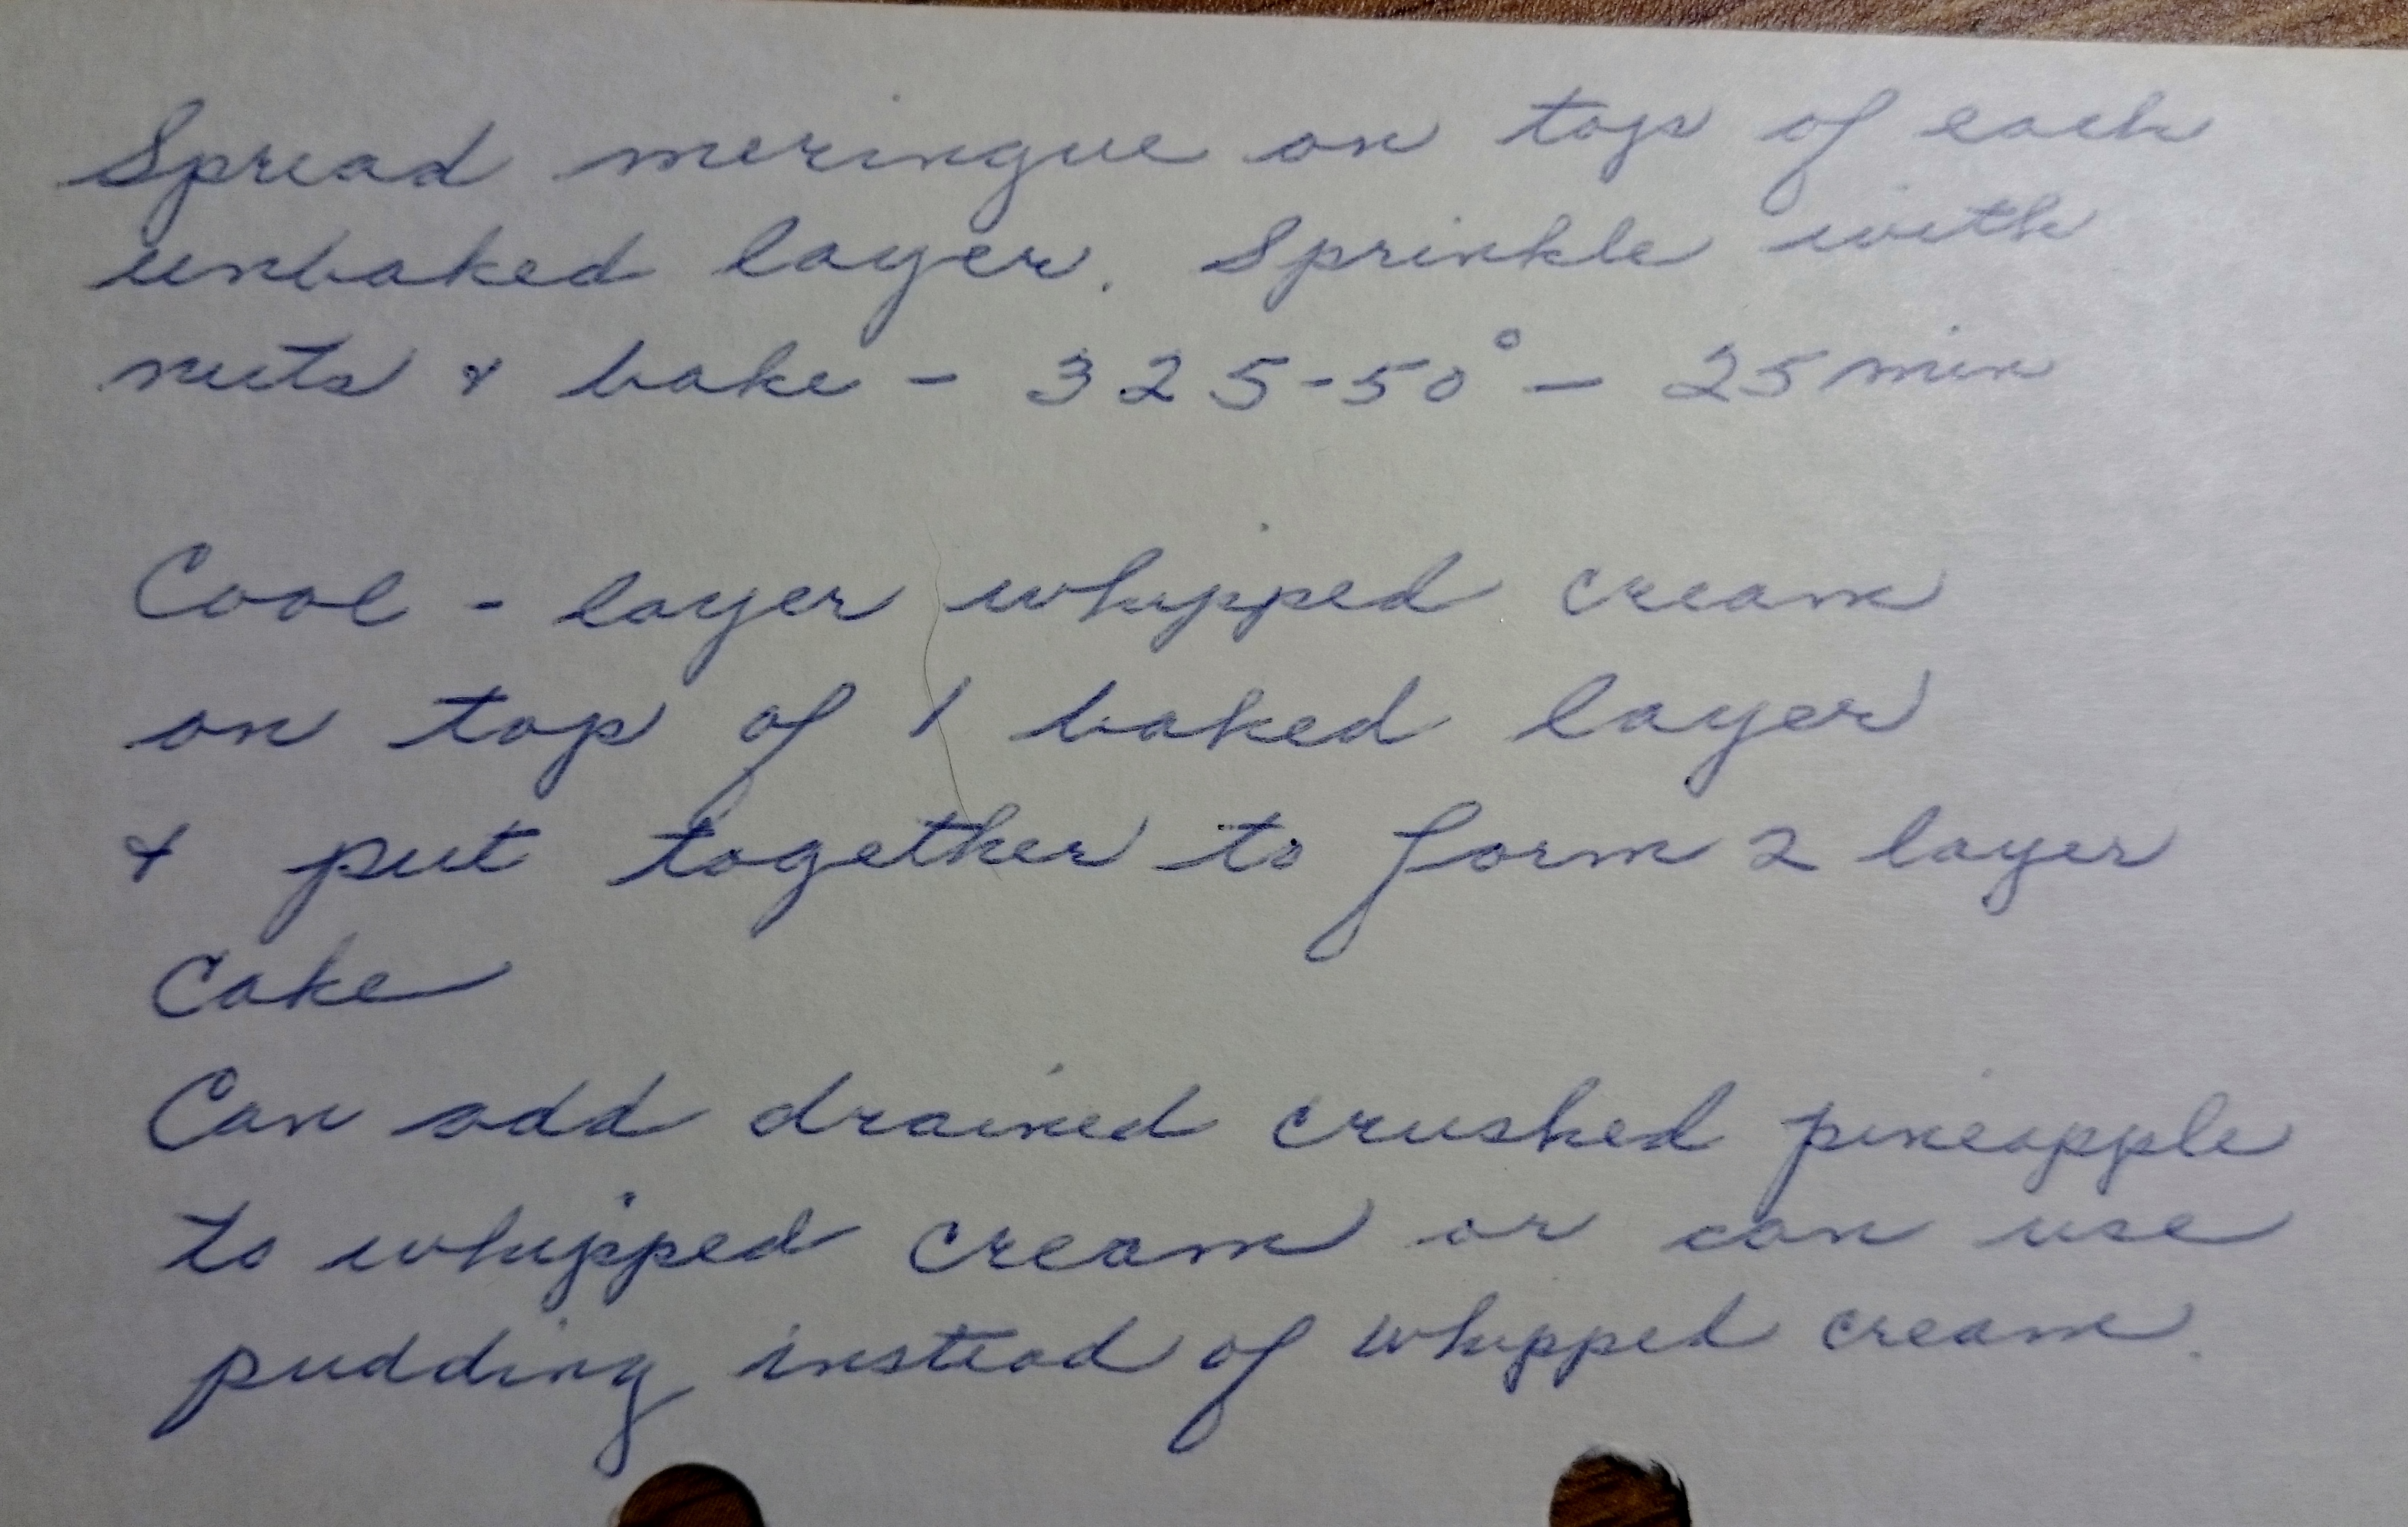 Spread meringue on top of each
unbaked layer. Sprinkle with
nuts & bake - 325-50° - 25 min
Cool - layer whipped cream
on top of 1 baked layer
& put together to form 2 layer
Cake
Can add drained crushed pineapple
to whipped cream or can use
pudding instead of whipped cream.